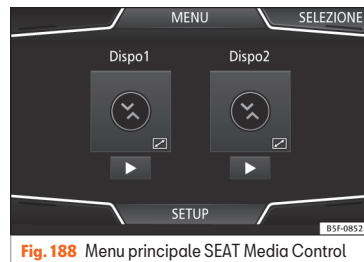 MENU SELEZIONE
Dispo1 Dispo2
SETUP
B5F-0852
Fig. 188 Menu principale SEAT Media Control